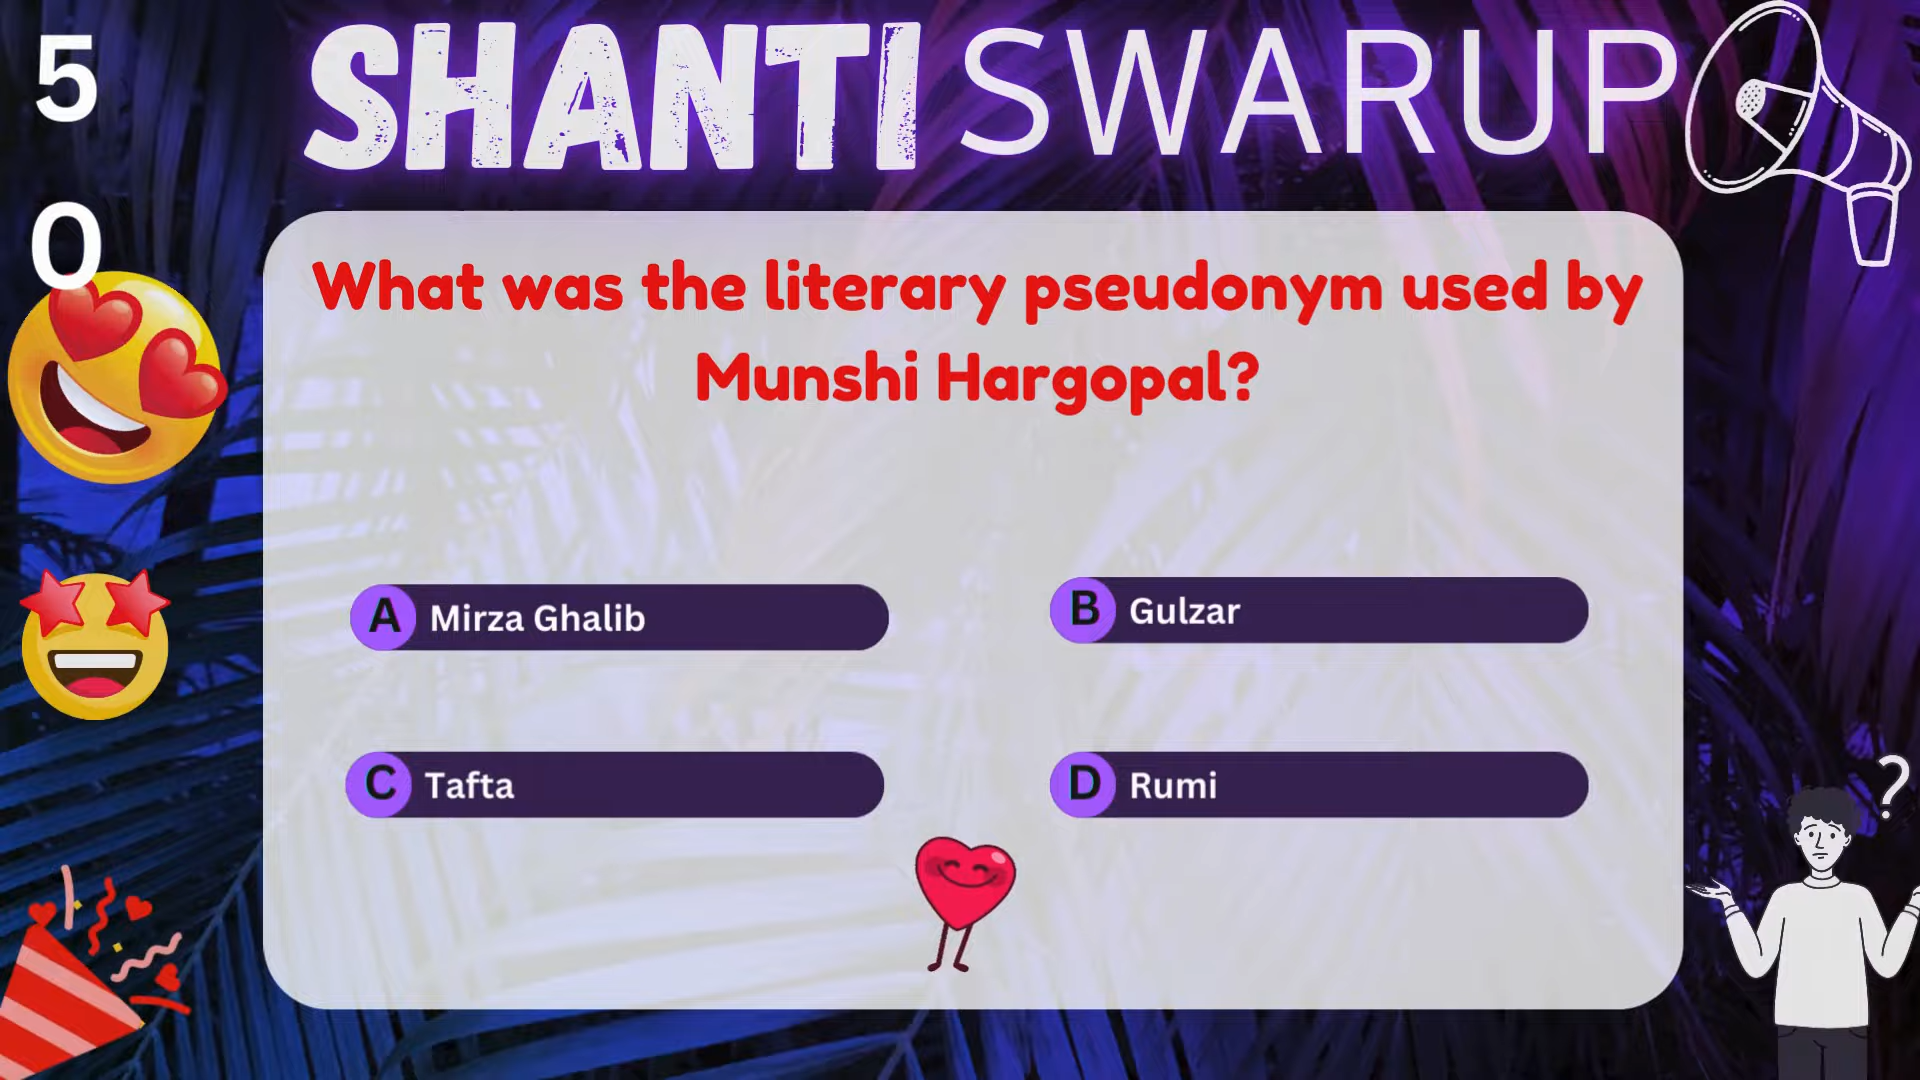 5
0
SHANTI SWARUP
What was the literary pseudonym used by
Munshi Hargopal?
A Mirza Ghalib
B Gulzar
C Tafta
D Rumi
?